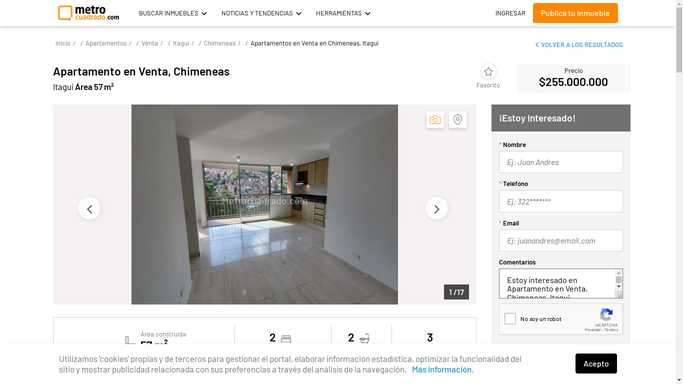 metro
cuadrado.com
BUSCAR INMUEBLES
NOTICIAS Y TENDENCIAS
HERRAMIENTAS
INGRESAR
Publica tu Inmueble
Inicio / / Apartamentos / / Venta / / Itagui / / Chimeneas / Apartamentos en Venta en Chimeneas, Itagui
VOLVER A LOS RESULTADOS
Apartamento en Venta, Chimeneas
Itagui Área 57 m²
Favorito
Precio
$255.000.000
1 /17
¡Estoy Interesado!
* Nombre
Ej: Juan Andres
* Telefono
Ej: 322*******
* Email
Ej: juanandres@email.com
Comentarios
Estoy interesado en
Apartamento en Venta,
Chimeneas, Itagui
No soy un robot
reCAPTCHA
Privacidad - Términos
Área construida
57 m²
2
2
3
Utilizamos 'cookies' propias y de terceros para gestionar el portal, elaborar información estadística, optimizar la funcionalidad del
sitio y mostrar publicidad relacionada con sus preferencias a través del análisis de la navegación. Más información.
Acepto